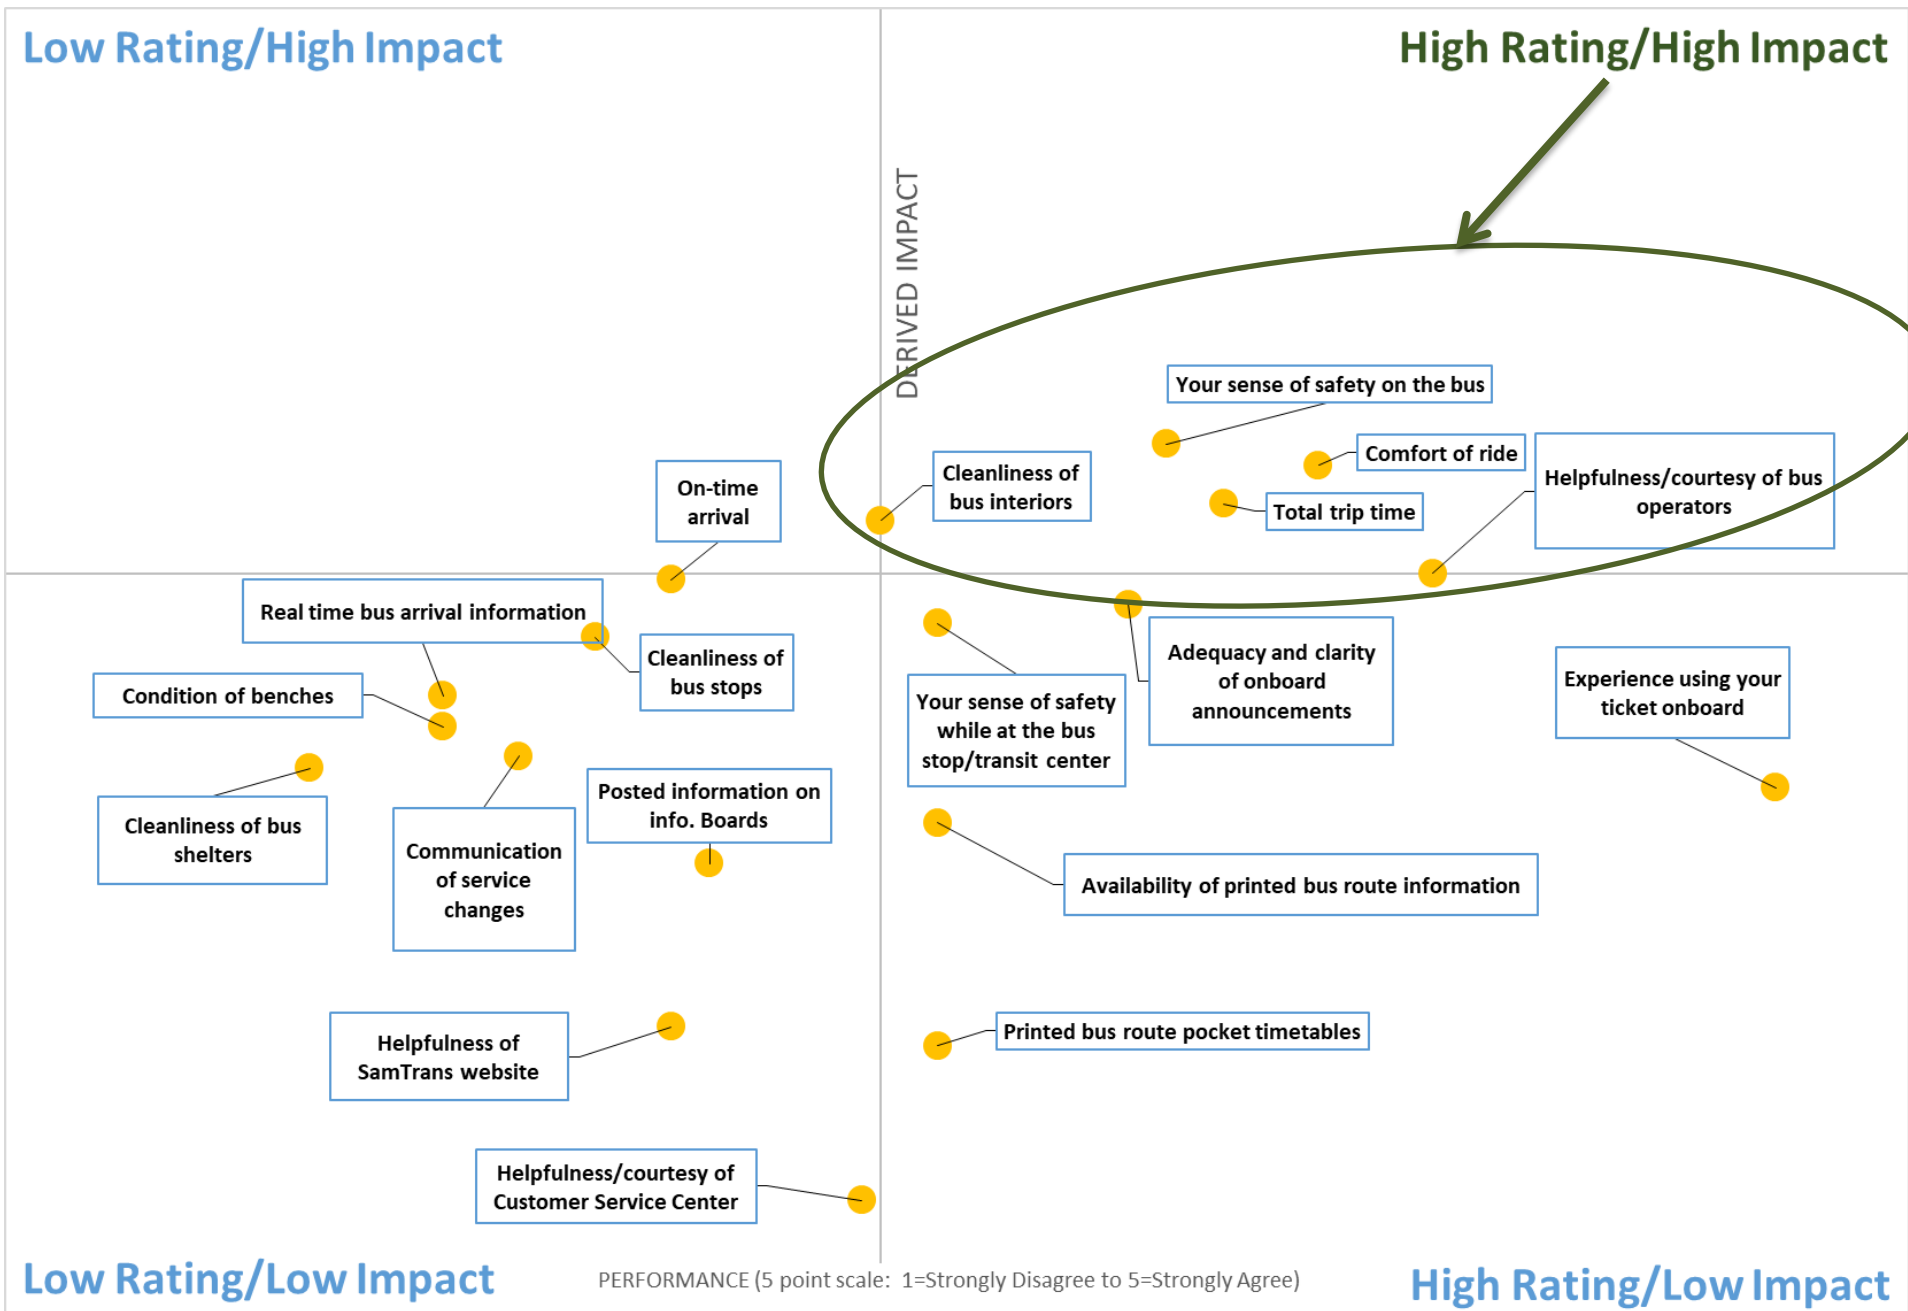 Low Rating/High Impact
High Rating/High Impact
DERIVED IMPACT
Your sense of safety on the bus
Comfort of ride
Cleanliness of
bus interiors
Helpfulness/courtesy of bus
operators
Total trip time
On-time
arrival
Real time bus arrival information
Cleanliness of
bus stops
Condition of benches
Your sense of safety
while at the bus
stop/transit center
Adequacy and clarity
of onboard
announcements
Experience using your
ticket onboard
Cleanliness of bus
shelters
Communication
of service
changes
Posted information on
info. Boards
Availability of printed bus route information
Helpfulness of
SamTrans website
Printed bus route pocket timetables
Helpfulness/courtesy of
Customer Service Center
Low Rating/Low Impact
PERFORMANCE (5 point scale:  1=Strongly Disagree to 5=Strongly Agree)
High Rating/Low Impact